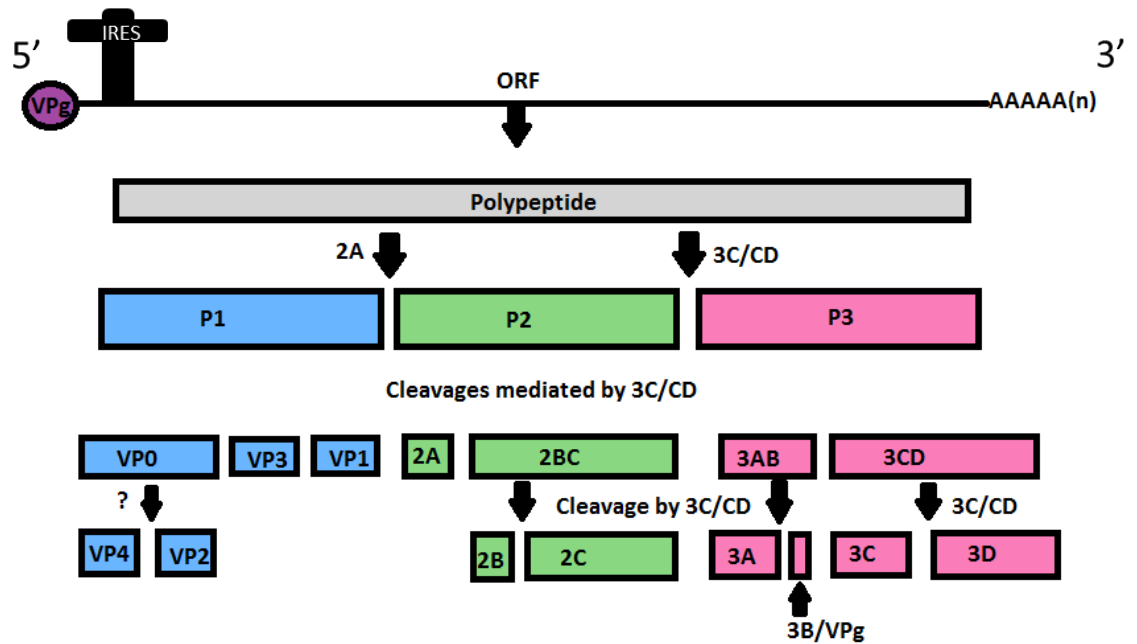 IRES
5’
3’
VPg
ORF
AAAAA(n)
Polypeptide
2A
3C/CD
P1
P2
P3
Cleavages mediated by 3C/CD
VP0
VP3
VP1
2A
2BC
3AB
3CD
?
Cleavage by 3C/CD
3C/CD
VP4
VP2
2B
2C
3A
3C
3D
3B/VPg